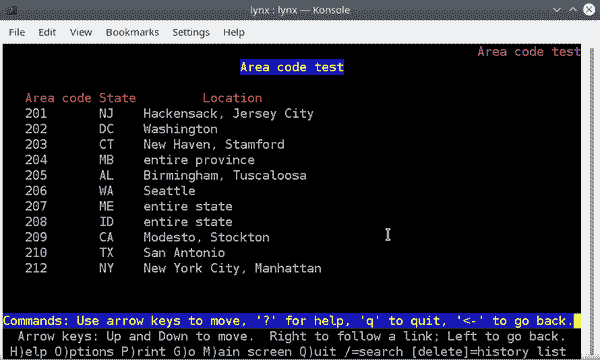 lynx : lynx — Konsole
File Edit View Bookmarks Settings Help
Area code test
Area code test
Area code State Location
201 NJ Hackensack, Jersey City
202 DC Washington
203 CT New Haven, Stamford
204 MB entire province
205 AL Birmingham, Tuscaloosa
206 WA Seattle
207 ME entire state
208 ID entire state
209 CA Modesto, Stockton
210 TX San Antonio
212 NY New York City, Manhattan
Commands: Use arrow keys to move, '?' for help, 'q' to quit, '<-' to go back.
Arrow keys: Up and Down to move. Right to follow a link; Left to go back.
H)elp O)ptions P)rint G)o M)ain screen Q)uit /=search [delete]=history list